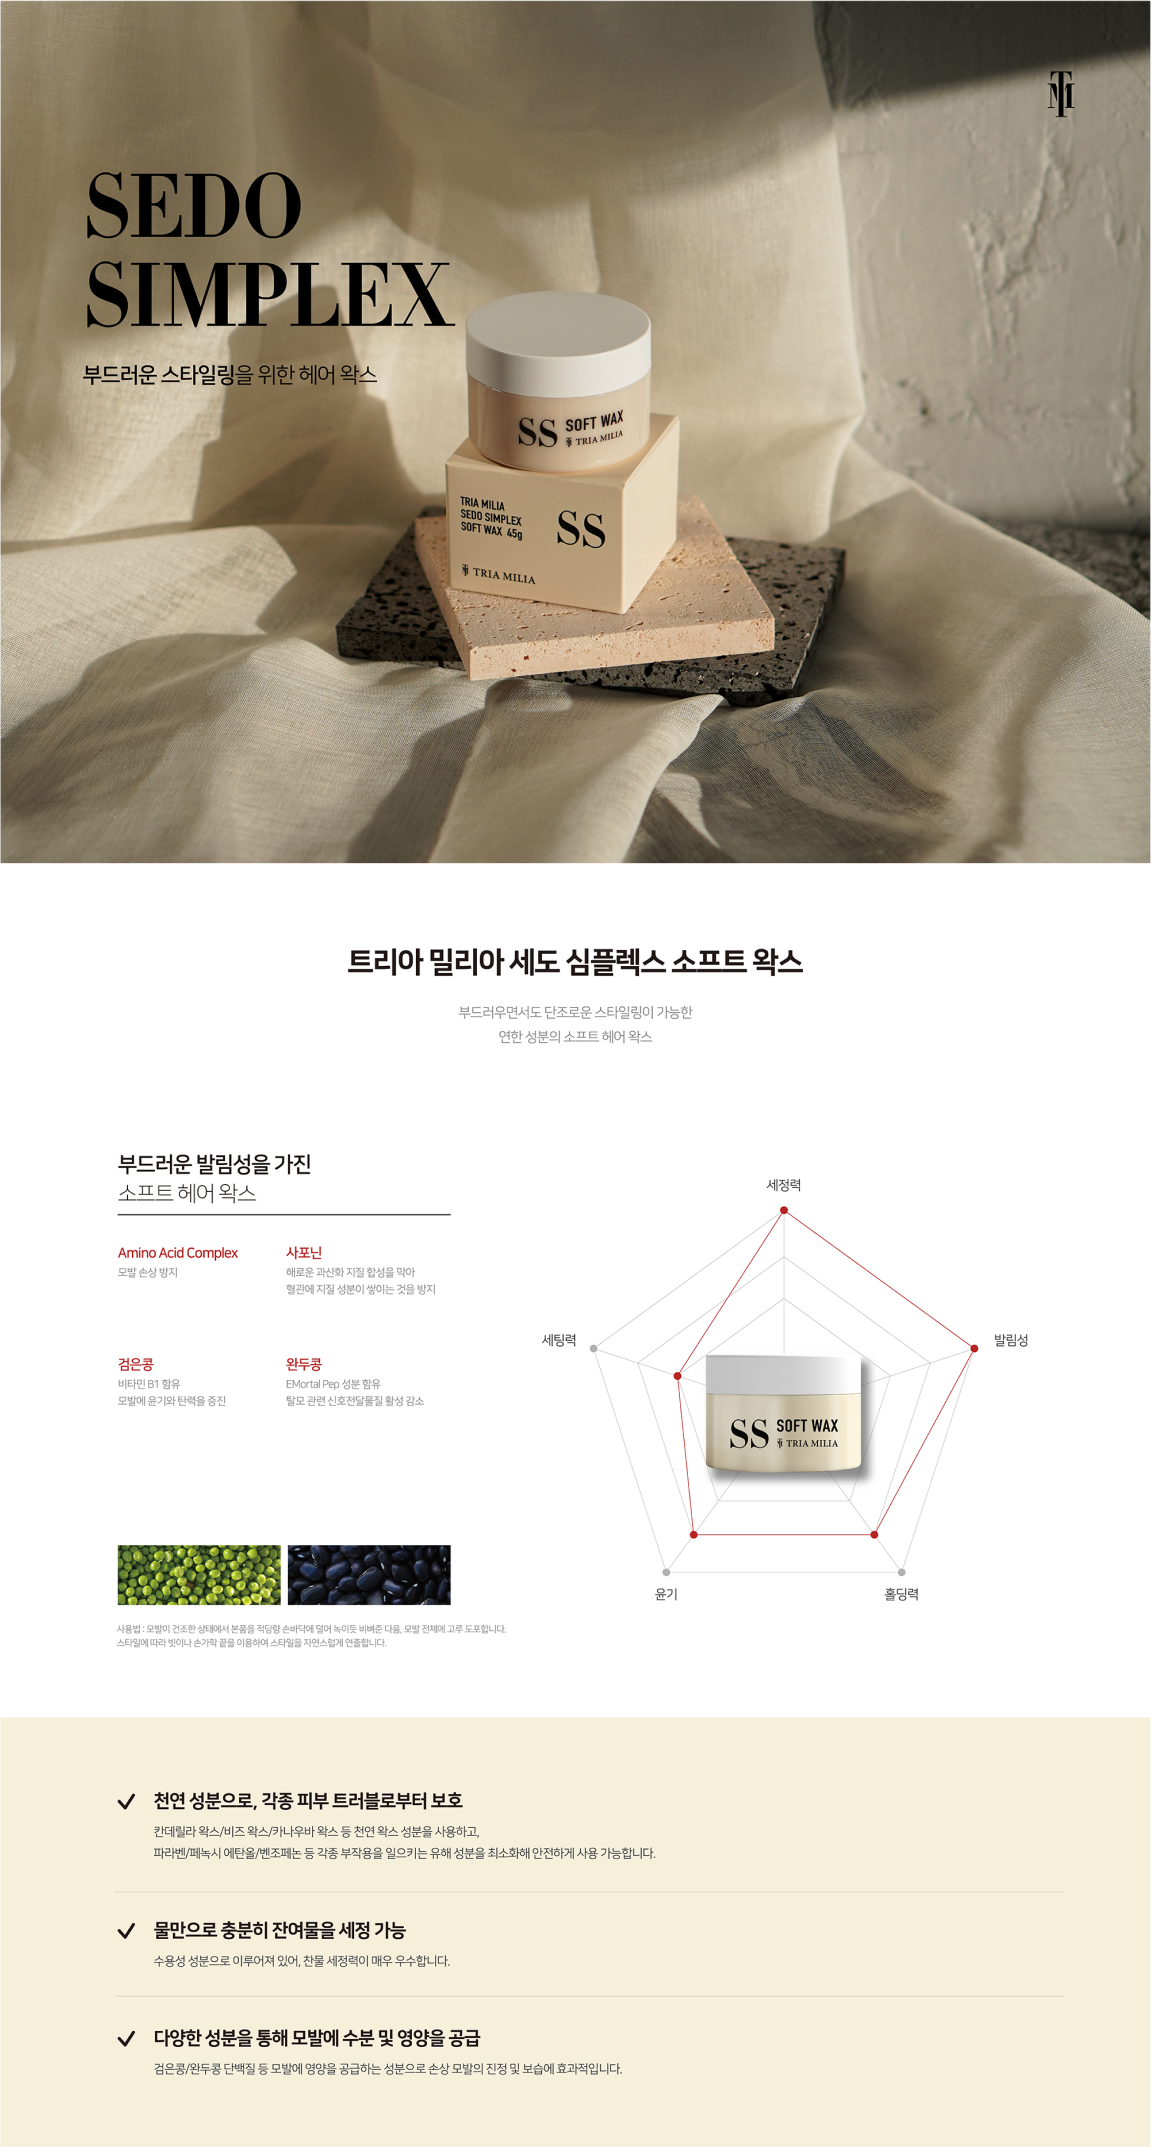 TM
SEDO
SIMPLEX
부드러운 스타일링을 위한 헤어 왁스
SS SOFT WAX
TRIA MILIA
TRIA MILIA
SEDO SIMPLEX
SOFT WAX 45g
SS
TRIA MILIA
트리아 밀리아 세도 심플렉스 소프트 왁스
부드러우면서도 단조로운 스타일링이 가능한
연한 성분의 소프트 헤어 왁스
부드러운 발림성을 가진
소프트 헤어 왁스
Amino Acid Complex
모발 손상 방지
사포닌
해로운 과산화 지질 합성을 막아
혈관에 지질 성분이 쌓이는 것을 방지
검은콩
비타민 B1 함유
모발에 윤기와 탄력을 증진
완두콩
EMortal Pep 성분 함유
탈모 관련 신호전달물질 활성 감소
사용법 : 모발이 건조한 상태에서 본품을 적당량 손바닥에 덜어 녹이듯 비벼준 다음, 모발 전체에 고루 도포합니다.
스타일에 따라 빗이나 손가락 끝을 이용하여 스타일을 자연스럽게 연출합니다.
세정력
세팅력
발림성
SS SOFT WAX
TRIA MILIA
윤기
홀딩력
천연 성분으로, 각종 피부 트러블로부터 보호
칸데릴라 왁스/비즈 왁스/카나우바 왁스 등 천연 왁스 성분을 사용하고,
파라벤/페녹시 에탄올/벤조페논 등 각종 부작용을 일으키는 유해 성분을 최소화해 안전하게 사용 가능합니다.
물만으로 충분히 잔여물을 세정 가능
수용성 성분으로 이루어져 있어, 찬물 세정력이 매우 우수합니다.
다양한 성분을 통해 모발에 수분 및 영양을 공급
검은콩/완두콩 단백질 등 모발에 영양을 공급하는 성분으로 손상 모발의 진정 및 보습에 효과적입니다.